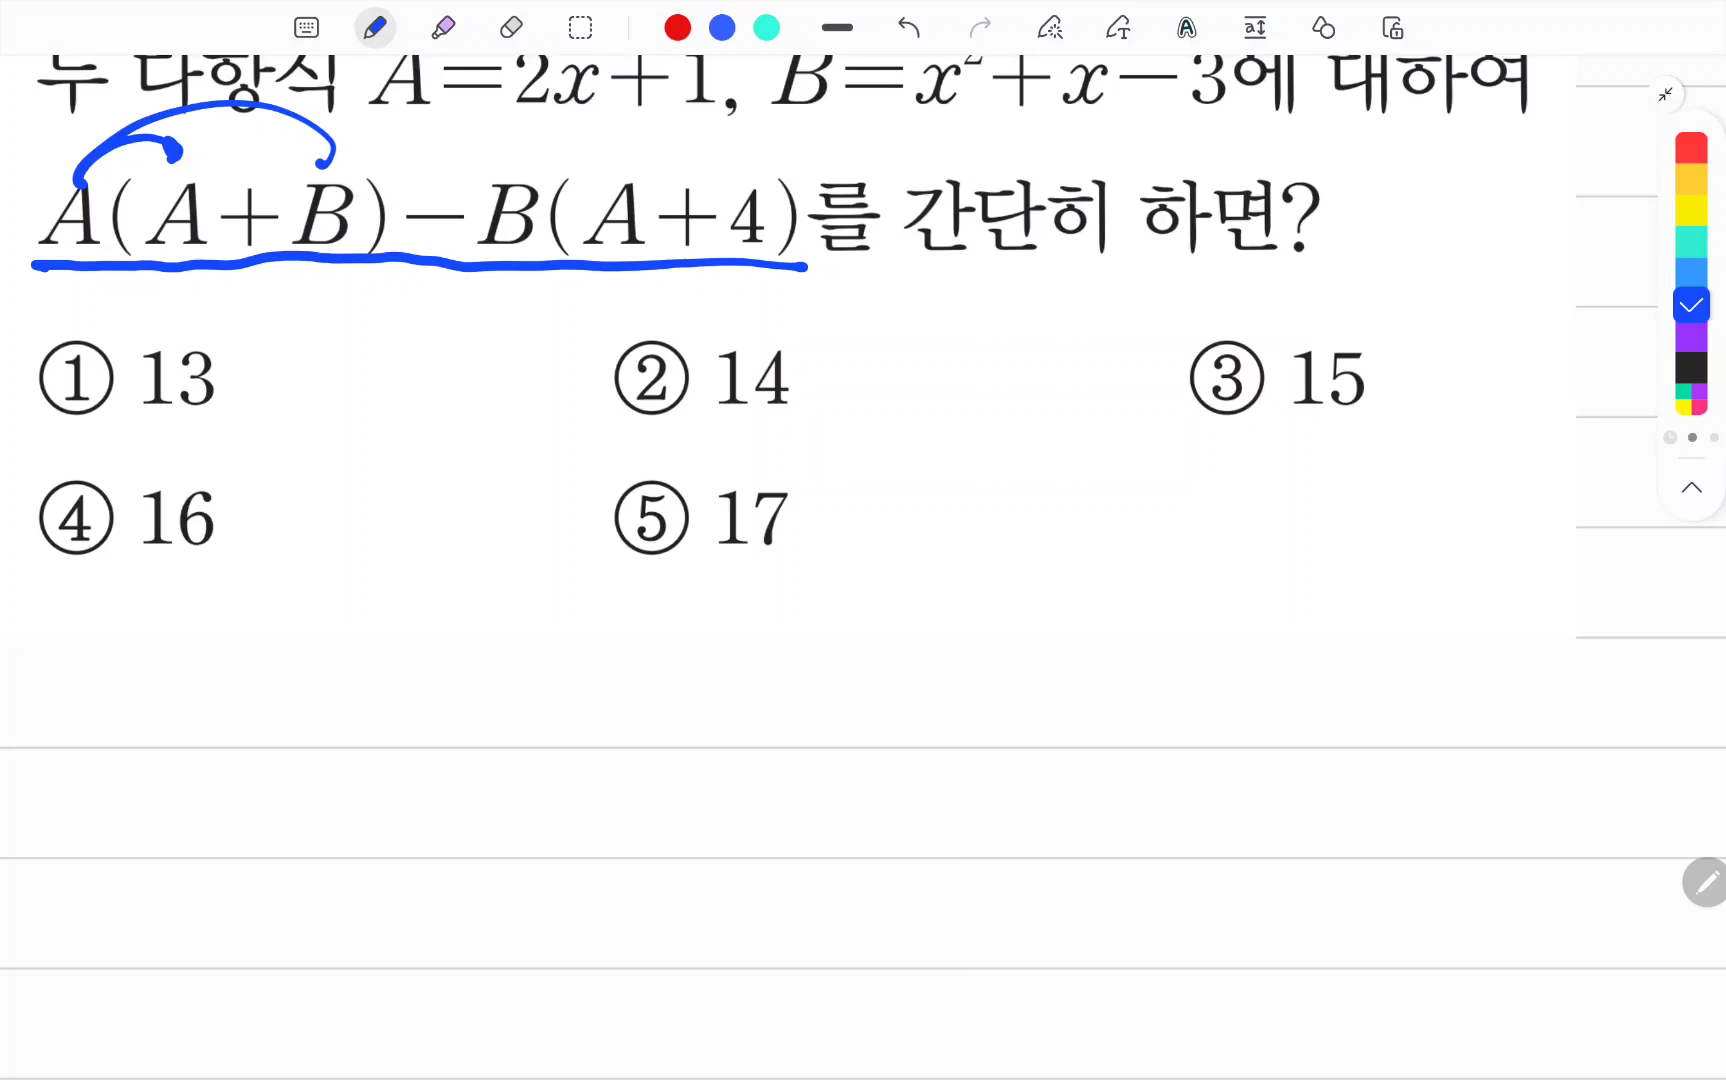 두 다항식 A=2x+1, B=x²+x−3에 대하여
A(A+B)−B(A+4)를 간단히 하면?
① 13 ② 14 ③ 15
④ 16 ⑤ 17